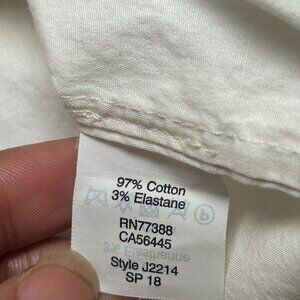 97% Cotton
3% Elastane
RN77388
CA56445
Style J2214
SP 18